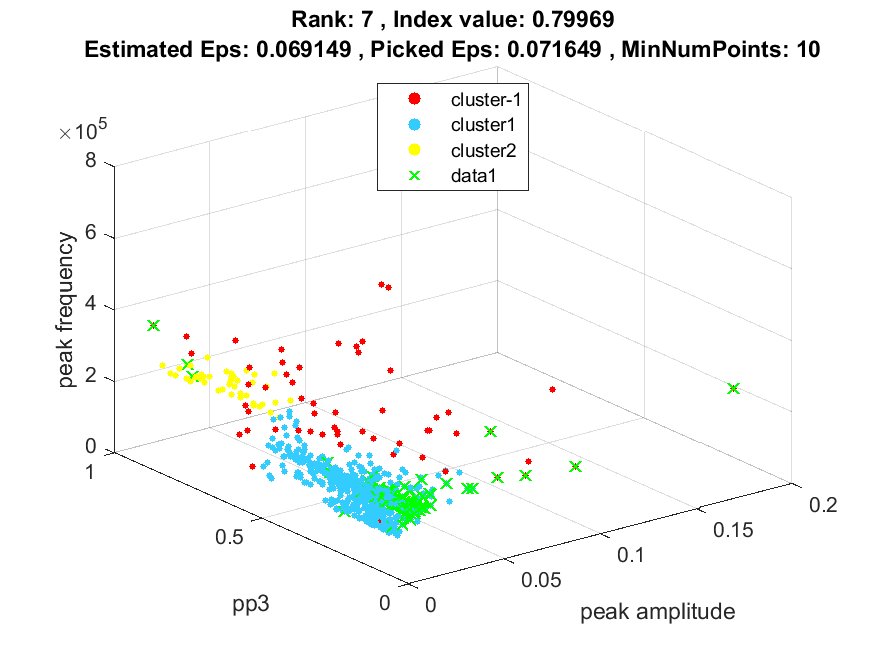 Rank: 7 , Index value: 0.79969
Estimated Eps: 0.069149 , Picked Eps: 0.071649 , MinNumPoints: 10
cluster-1
cluster1
cluster2
data1
×10^5
8
6
4
2
0
peak frequency
1
0.5
0
pp3
0
0.05
0.1
0.15
0.2
peak amplitude